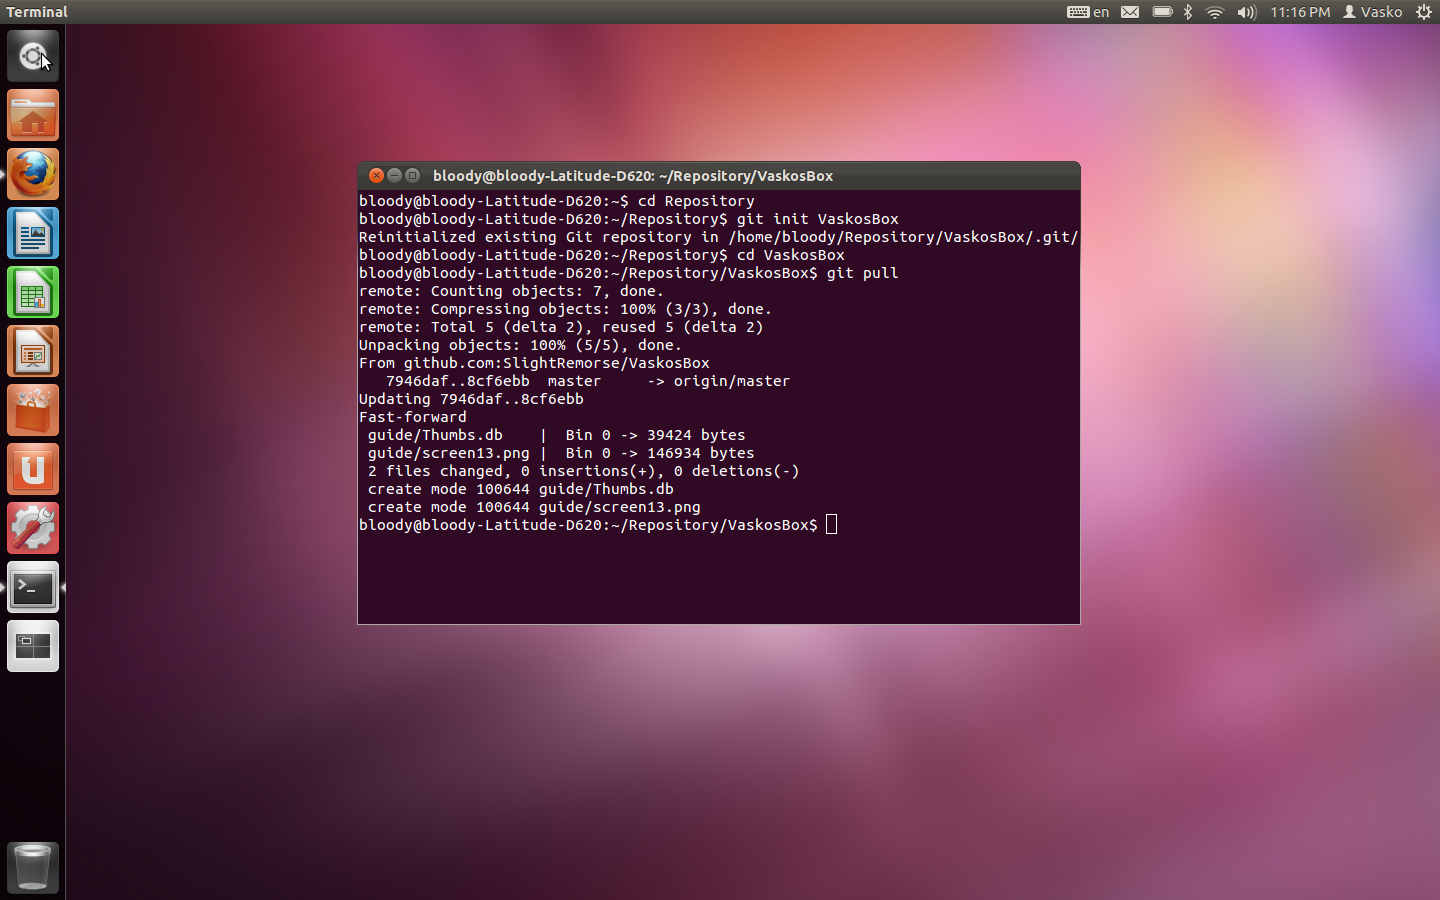 Terminal
en
11:16 PM
Vasko
bloody@bloody-Latitude-D620: ~/Repository/VaskosBox
bloody@bloody-Latitude-D620:~$ cd Repository
bloody@bloody-Latitude-D620:~/Repository$ git init VaskosBox
Reinitialized existing Git repository in /home/bloody/Repository/VaskosBox/.git/
bloody@bloody-Latitude-D620:~/Repository$ cd VaskosBox
bloody@bloody-Latitude-D620:~/Repository/VaskosBox$ git pull
remote: Counting objects: 7, done.
remote: Compressing objects: 100% (3/3), done.
remote: Total 5 (delta 2), reused 5 (delta 2)
Unpacking objects: 100% (5/5), done.
From github.com:SlightRemorse/VaskosBox
   7946daf..8cf6ebb  master     -> origin/master
Updating 7946daf..8cf6ebb
Fast-forward
 guide/Thumbs.db    |  Bin 0 -> 39424 bytes
 guide/screen13.png |  Bin 0 -> 146934 bytes
 2 files changed, 0 insertions(+), 0 deletions(-)
 create mode 100644 guide/Thumbs.db
 create mode 100644 guide/screen13.png
bloody@bloody-Latitude-D620:~/Repository/VaskosBox$